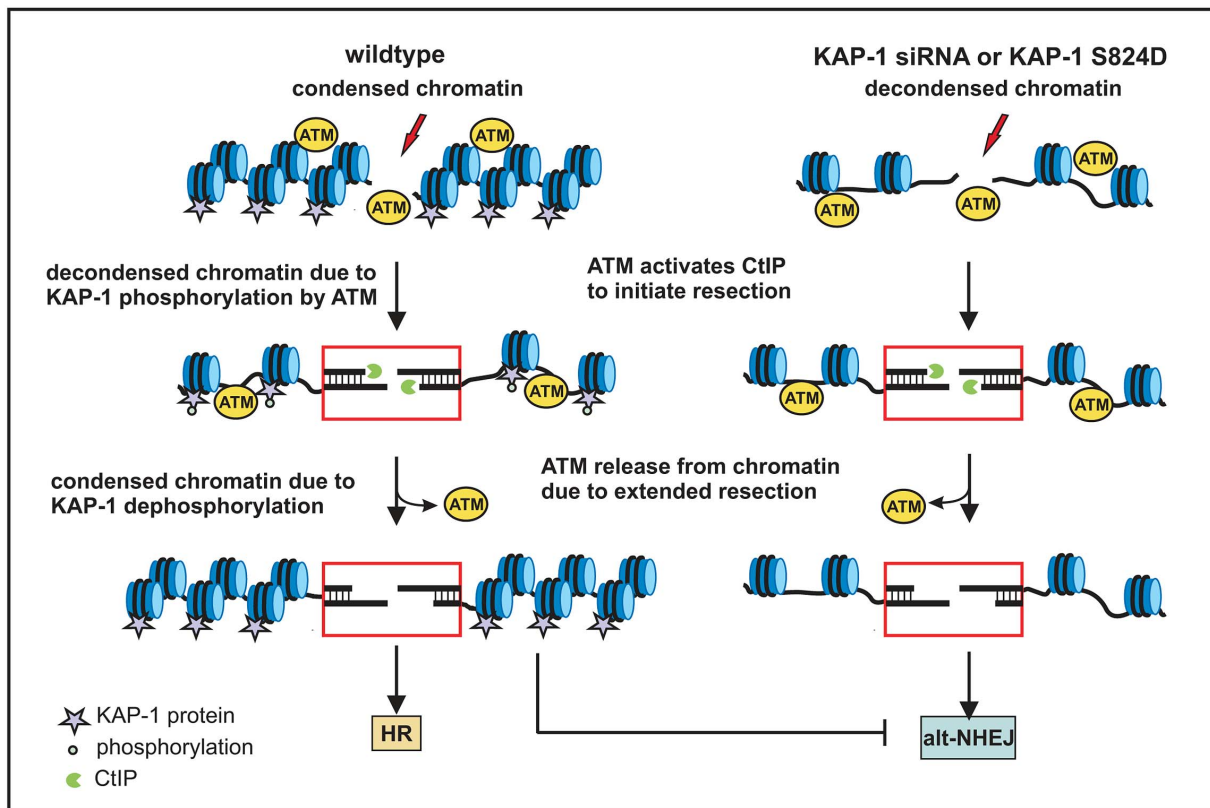 wildtype
condensed chromatin
KAP-1 siRNA or KAP-1 S824D
decondensed chromatin
ATM
ATM
ATM
ATM
ATM
ATM
decondensed chromatin due to
KAP-1 phosphorylation by ATM
ATM activates CtIP
to initiate resection
ATM
ATM
ATM
ATM
condensed chromatin due to
KAP-1 dephosphorylation
ATM
ATM release from chromatin
due to extended resection
ATM
KAP-1 protein
phosphorylation
CtIP
HR
alt-NHEJ